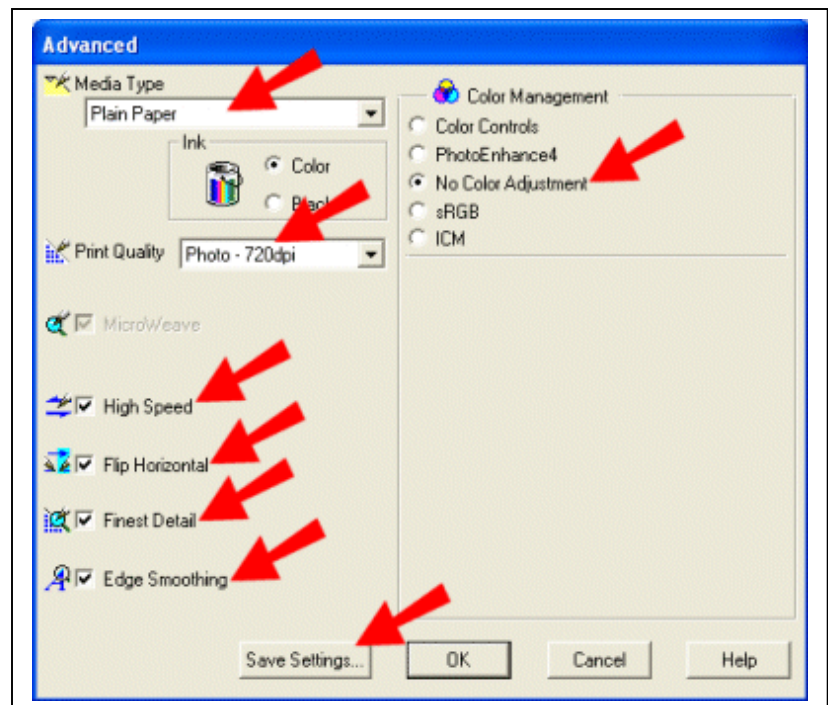 Advanced
Media Type
Plain Paper
Ink
Color
Print Quality
Photo - 720dpi
MicroWeave
High Speed
Flip Horizontal
Finest Detail
Edge Smoothing
Color Management
Color Controls
PhotoEnhance4
No Color Adjustment
sRGB
ICM
Save Settings...
OK
Cancel
Help